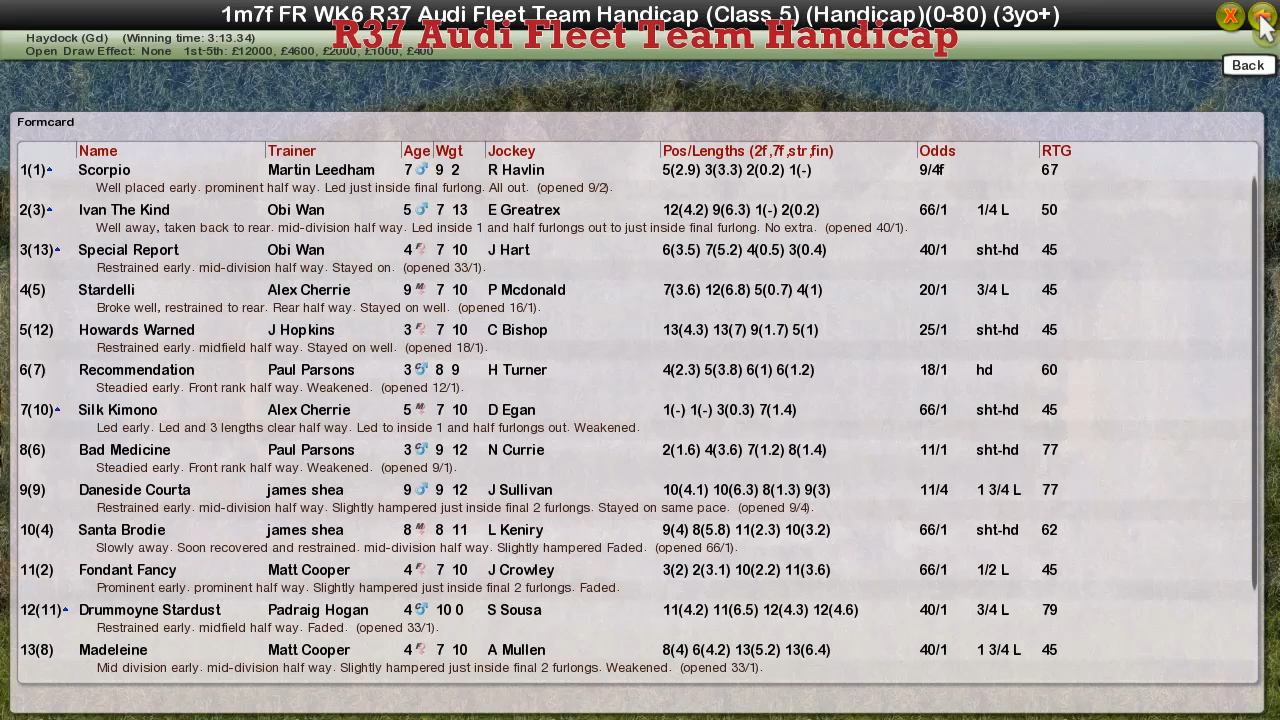 1m7f FR WK6 R37 Audi Fleet Team Handicap (Class 5) (Handicap)(0-80) (3yo+)
R37 Audi Fleet Team Handicap
Haydock (Gd) (Winning time: 3:13.34)
Open Draw Effect: None 1st-5th: £12000, £4600, £2000, £1000, £400
X
Back
Formcard
Name Trainer Age Wgt Jockey Pos/Lengths (2f,7f,str,fin) Odds RTG
1(1) Scorpio Martin Leedham 7 9 2 R Havlin 5(2.9) 3(3.3) 2(0.2) 1(-) 9/4f 67
Well placed early. prominent half way. Led just inside final furlong. All out. (opened 9/2).
2(3) Ivan The Kind Obi Wan 5 7 13 E Greatrex 12(4.2) 9(6.3) 1(-) 2(0.2) 66/1 1/4 L 50
Well away, taken back to rear. mid-division half way. Led inside 1 and half furlongs out to just inside final furlong. No extra. (opened 40/1).
3(13) Special Report Obi Wan 4 F 7 10 J Hart 6(3.5) 7(5.2) 4(0.5) 3(0.4) 40/1 sht-hd 45
Restrained early. mid-division half way. Stayed on. (opened 33/1).
4(5) Stardelli Alex Cherrie 9 M 7 10 P Mcdonald 7(3.6) 12(6.8) 5(0.7) 4(1) 20/1 3/4 L 45
Broke well, restrained to rear. Rear half way. Stayed on well. (opened 16/1).
5(12) Howards Warned J Hopkins 3 F 7 10 C Bishop 13(4.3) 13(7) 9(1.7) 5(1) 25/1 sht-hd 45
Restrained early. midfield half way. Stayed on well. (opened 18/1).
6(7) Recommendation Paul Parsons 3 8 9 H Turner 4(2.3) 5(3.8) 6(1) 6(1.2) 18/1 hd 60
Steadied early. Front rank half way. Weakened. (opened 12/1).
7(10) Silk Kimono Alex Cherrie 5 M 7 10 D Egan 1(-) 1(-) 3(0.3) 7(1.4) 66/1 sht-hd 45
Led early. Led and 3 lengths clear half way. Led to inside 1 and half furlongs out. Weakened.
8(6) Bad Medicine Paul Parsons 3 9 12 N Currie 2(1.6) 4(3.6) 7(1.2) 8(1.4) 11/1 sht-hd 77
Steadied early. Front rank half way. Weakened. (opened 9/1).
9(9) Daneside Courta james shea 9 9 12 J Sullivan 10(4.1) 10(6.3) 8(1.3) 9(3) 11/4 1 3/4 L 77
Restrained early. mid-division half way. Slightly hampered just inside final 2 furlongs. Stayed on same pace. (opened 9/4).
10(4) Santa Brodie james shea 8 M 8 11 L Keniry 9(4) 8(5.8) 11(2.3) 10(3.2) 66/1 sht-hd 62
Slowly away. Soon recovered and restrained. mid-division half way. Slightly hampered Faded. (opened 66/1).
11(2) Fondant Fancy Matt Cooper 4 F 7 10 J Crowley 3(2) 2(3.1) 10(2.2) 11(3.6) 66/1 1/2 L 45
Prominent early. prominent half way. Slightly hampered just inside final 2 furlongs. Faded.
12(11) Drummoyne Stardust Padraig Hogan 4 10 0 S Sousa 11(4.2) 11(6.5) 12(4.3) 12(4.6) 40/1 3/4 L 79
Restrained early. midfield half way. Faded. (opened 33/1).
13(8) Madeleine Matt Cooper 4 F 7 10 A Mullen 8(4) 6(4.2) 13(5.2) 13(6.4) 40/1 1 3/4 L 45
Mid division early. mid-division half way. Slightly hampered just inside final 2 furlongs. Weakened. (opened 33/1).